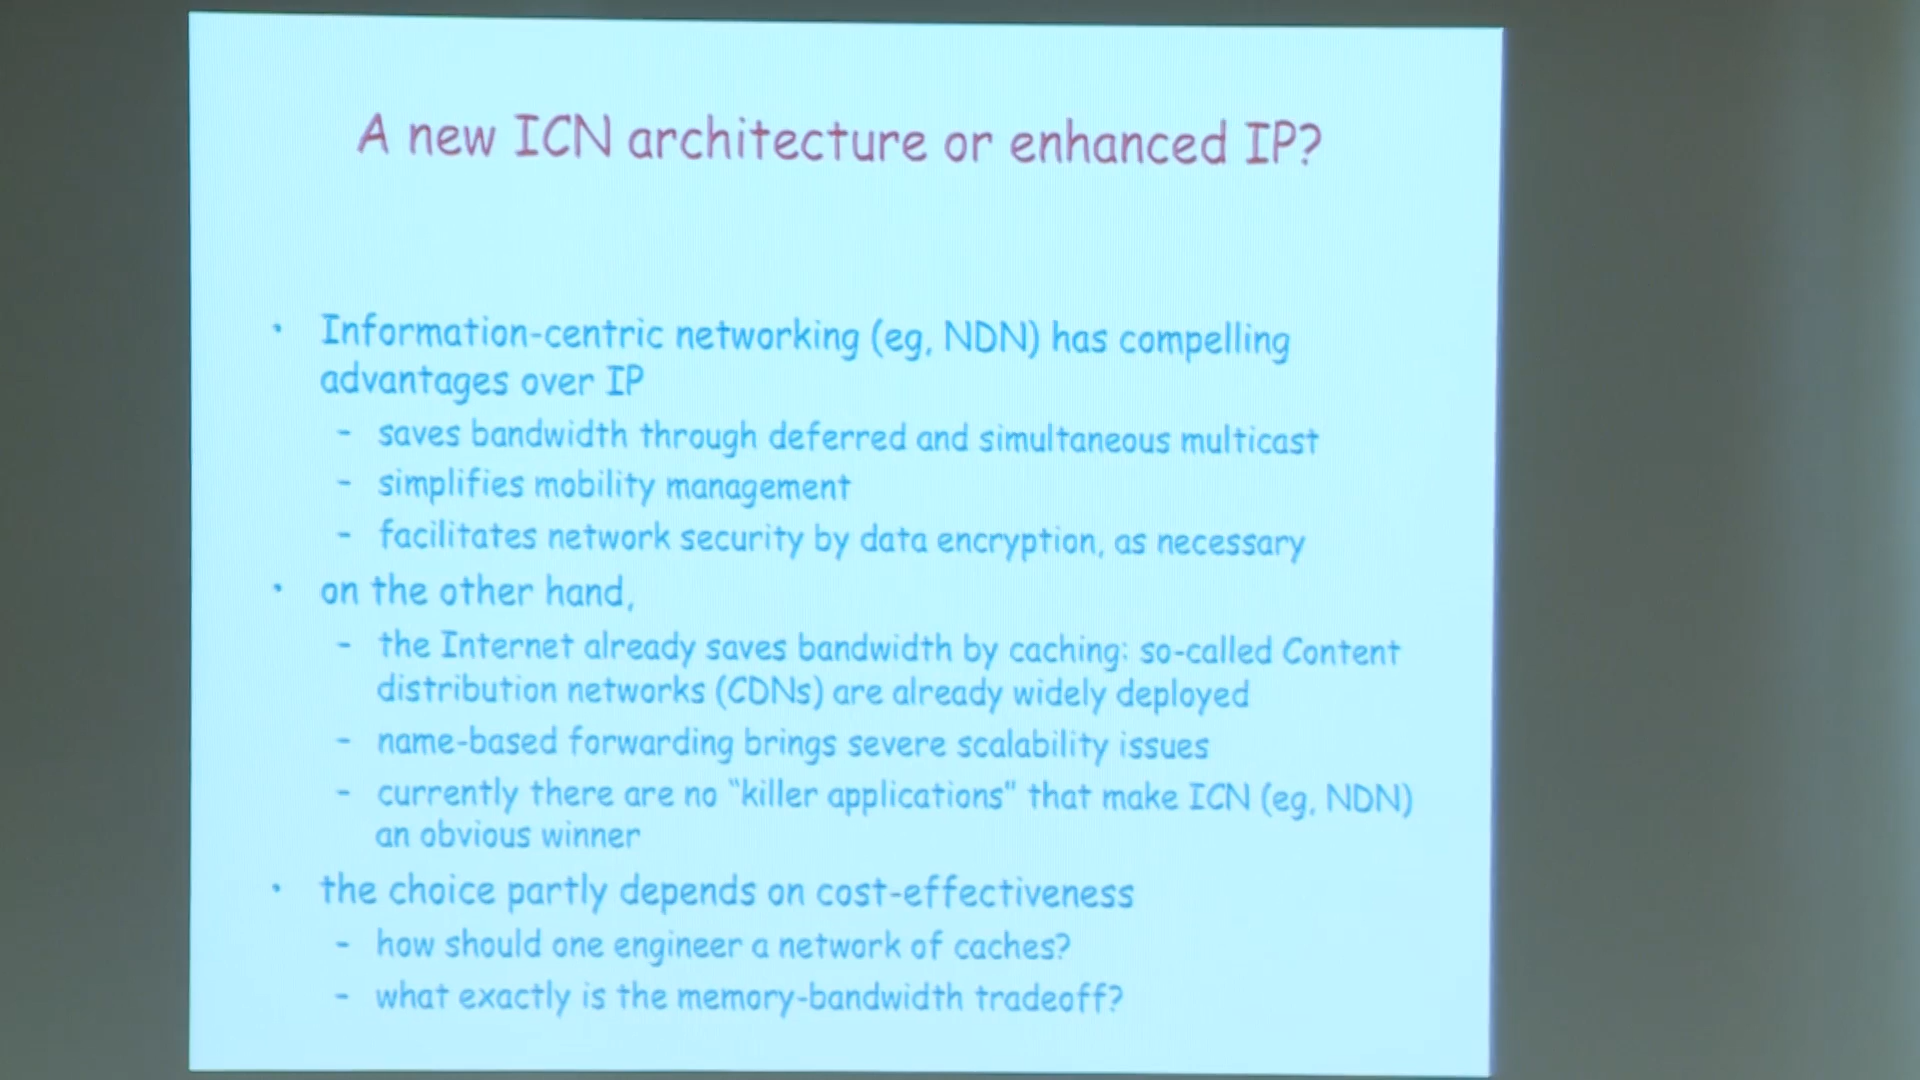 A new ICN architecture or enhanced IP?
• Information-centric networking (eg, NDN) has compelling
advantages over IP
- saves bandwidth through deferred and simultaneous multicast
- simplifies mobility management
- facilitates network security by data encryption, as necessary
• on the other hand,
- the Internet already saves bandwidth by caching: so-called Content
distribution networks (CDNs) are already widely deployed
- name-based forwarding brings severe scalability issues
- currently there are no "killer applications" that make ICN (eg, NDN)
an obvious winner
• the choice partly depends on cost-effectiveness
- how should one engineer a network of caches?
- what exactly is the memory-bandwidth tradeoff?